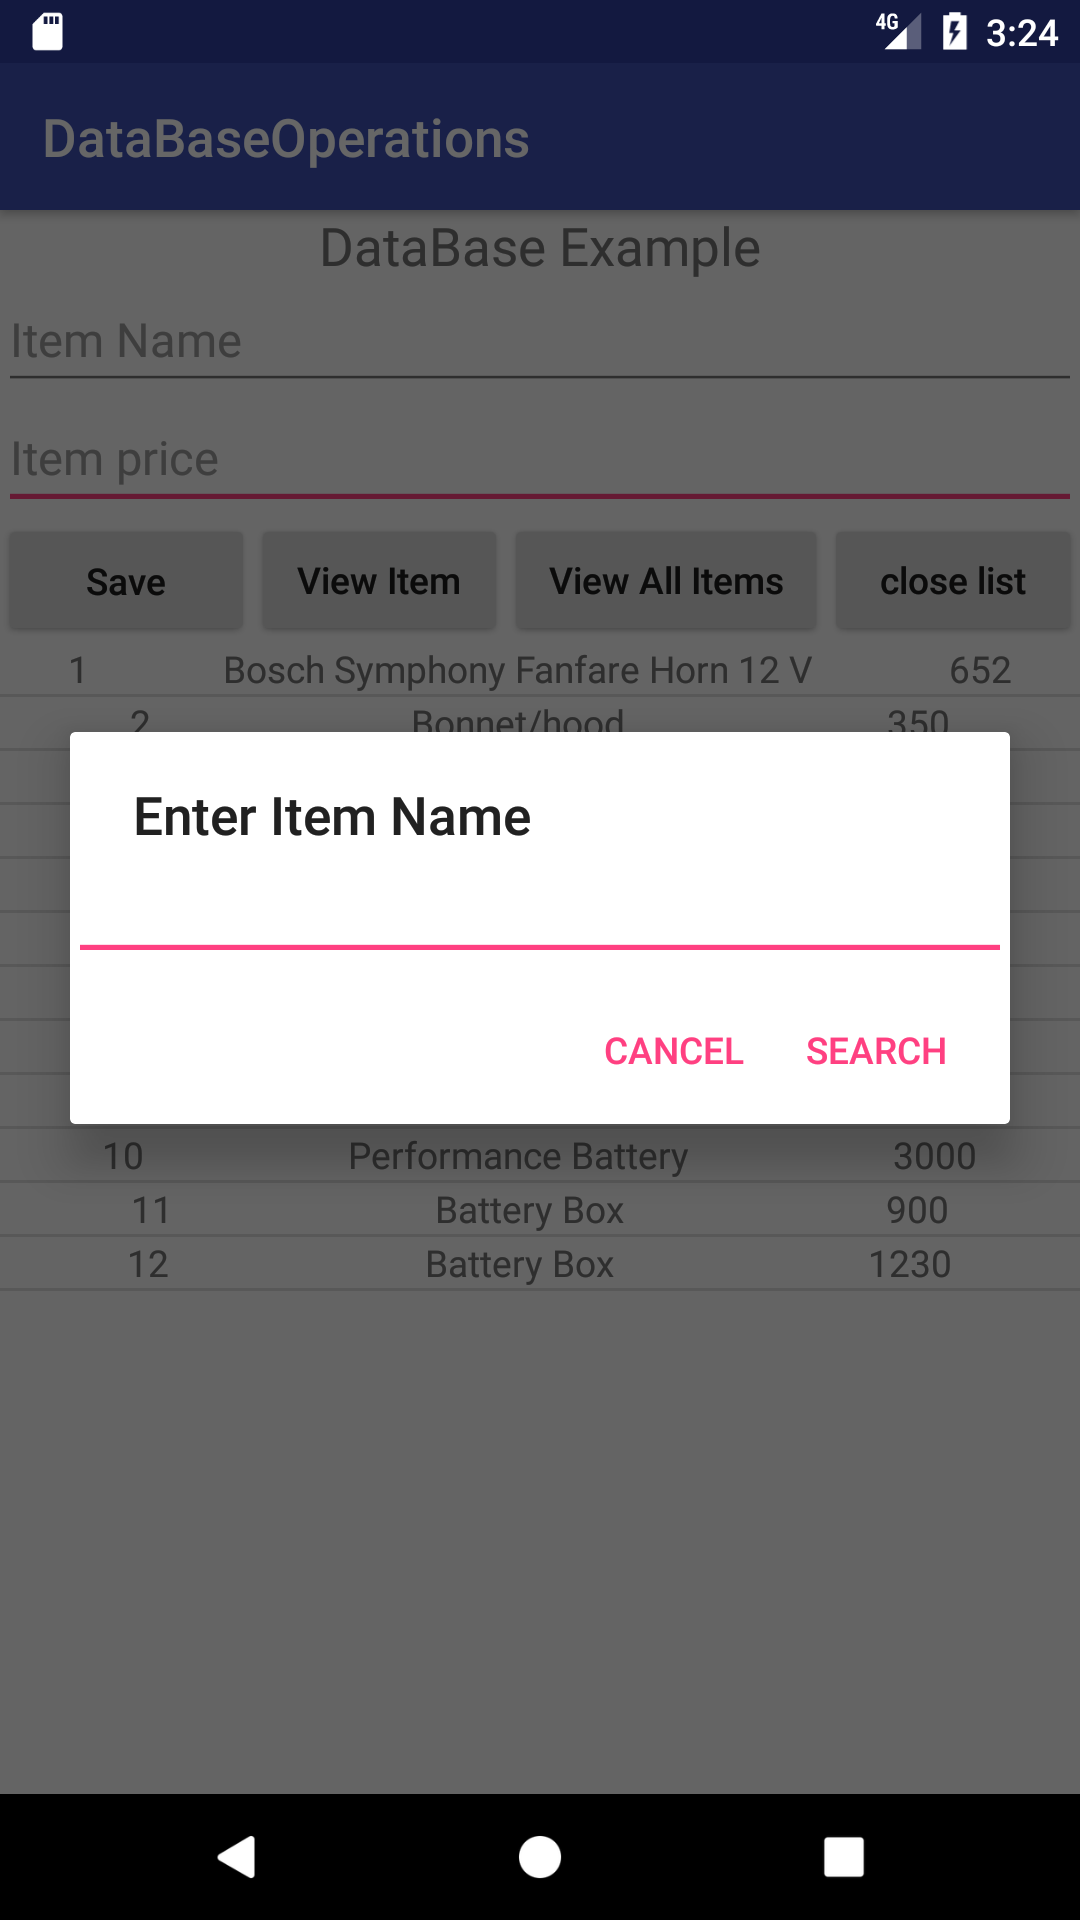 4G 3:24
DataBaseOperations
DataBase Example
Item Name
Item price
Save View Item View All Items close list
1 Bosch Symphony Fanfare Horn 12 V 652
2 Bonnet/hood 350
Enter Item Name
CANCEL SEARCH
10 Performance Battery 3000
11 Battery Box 900
12 Battery Box 1230